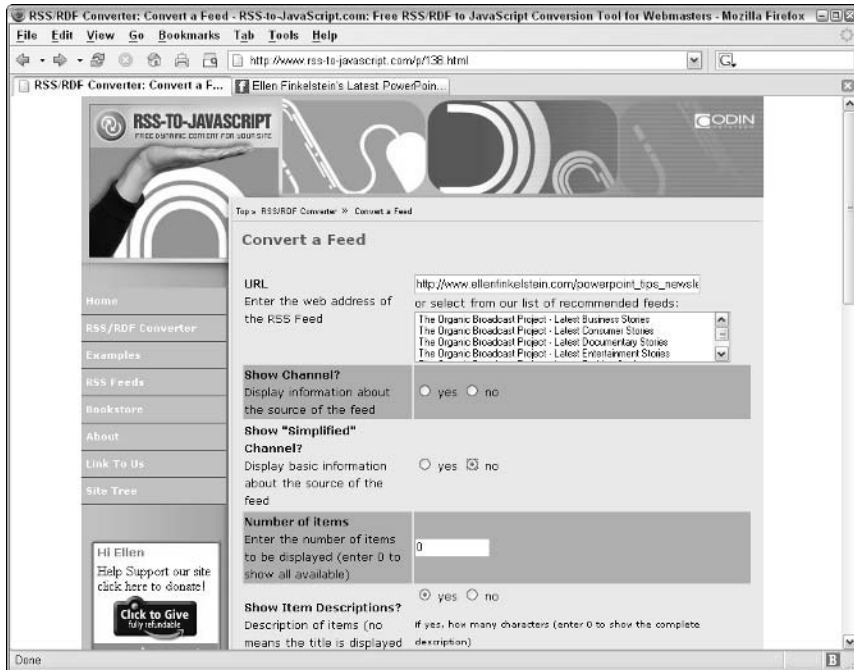 RSS/RDF Converter: Convert a Feed - RSS-to-JavaScript.com: Free RSS/RDF to JavaScript Conversion Tool for Webmasters - Mozilla Firefox
File Edit View Go Bookmarks Tab Tools Help
http://www.rss-to-javascript.com/p/138.html
G
RSS/RDF Converter: Convert a F...
Ellen Finkelstein's Latest PowerPoin...
RSS-TO-JAVASCRIPT
FREE DYNAMIC CONTENT FOR YOUR SITE
ODIN
Top » RSS/RDF Converter » Convert a Feed
Convert a Feed
Home
RSS/RDF Converter
Examples
RSS Feeds
Bookstore
About
Link To Us
Site Tree
Hi Ellen
Help Support our site
click here to donate!
Click to Give
fully refundable
URL
Enter the web address of
the RSS Feed
http://www.ellenfinkelstein.com/powerpoint_tips_newsle
or select from our list of recommended feeds:
The Organic Broadcast Project - Latest Business Stories
The Organic Broadcast Project - Latest Consumer Stories
The Organic Broadcast Project - Latest Documentary Stories
The Organic Broadcast Project - Latest Entertainment Stories
Show Channel?
Display information about
the source of the feed
yes no
Show "Simplified"
Channel?
Display basic information
about the source of the
feed
yes no
Number of items
Enter the number of items
to be displayed (enter 0 to
show all available)
0
Show Item Descriptions?
Description of items (no
means the title is displayed
yes no
If yes, how many characters (enter 0 to show the complete
description)
Done
B